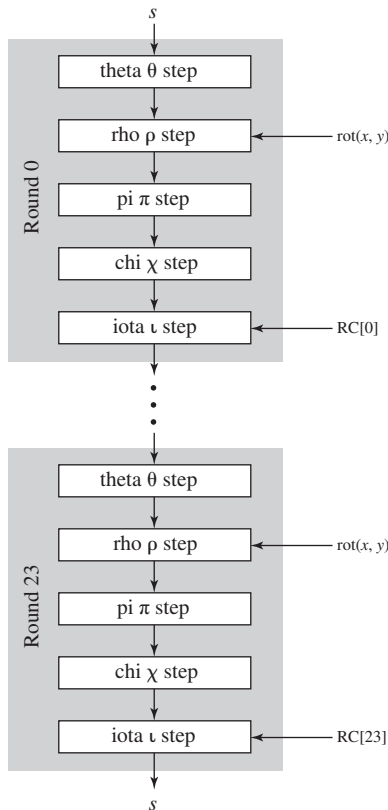 s
Round 0
theta θ step
rho ρ step
rot(x, y)
pi π step
chi χ step
iota ι step
RC[0]
Round 23
theta θ step
rho ρ step
rot(x, y)
pi π step
chi χ step
iota ι step
RC[23]
s